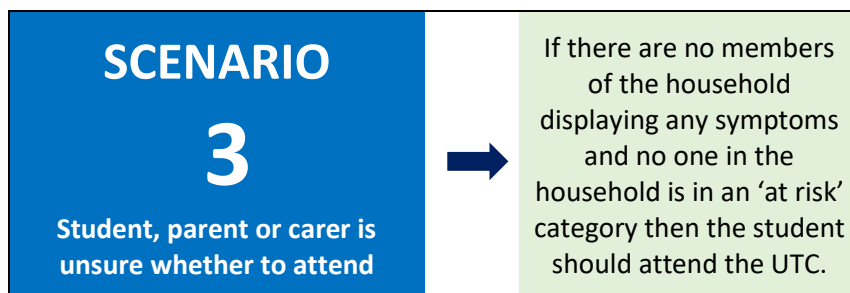 SCENARIO
3
Student, parent or carer is
unsure whether to attend
If there are no members
of the household
displaying any symptoms
and no one in the
household is in an ‘at risk’
category then the student
should attend the UTC.